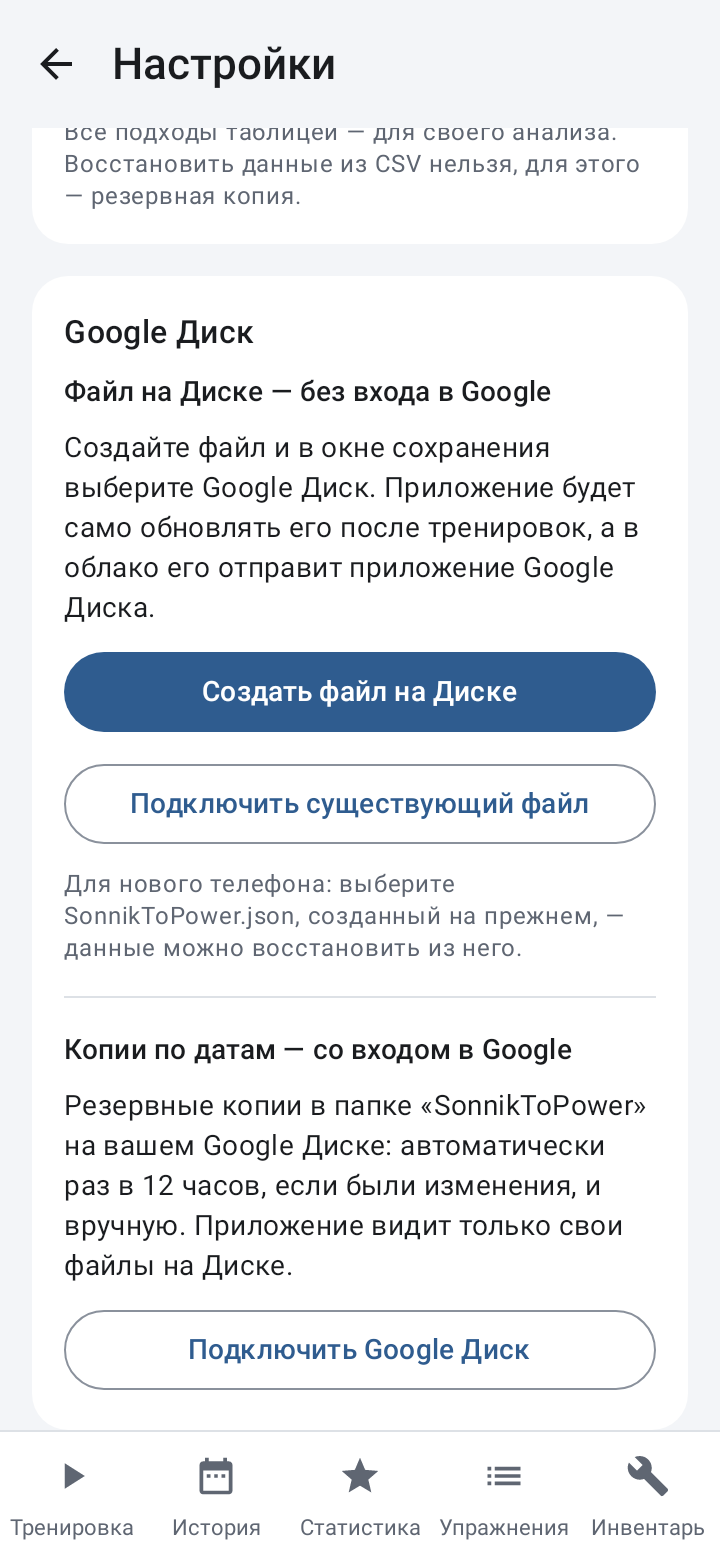 Настройки
Все подходы таблицей — для своего анализа.
Восстановить данные из CSV нельзя, для этого
— резервная копия.
Google Диск
Файл на Диске — без входа в Google
Создайте файл и в окне сохранения
выберите Google Диск. Приложение будет
само обновлять его после тренировок, а в
облако его отправит приложение Google
Диска.
Создать файл на Диске
Подключить существующий файл
Для нового телефона: выберите
SonnikToPower.json, созданный на прежнем, —
данные можно восстановить из него.
Копии по датам — со входом в Google
Резервные копии в папке «SonnikToPower»
на вашем Google Диске: автоматически
раз в 12 часов, если были изменения, и
вручную. Приложение видит только свои
файлы на Диске.
Подключить Google Диск
Тренировка
История
Статистика
Упражнения
Инвентарь